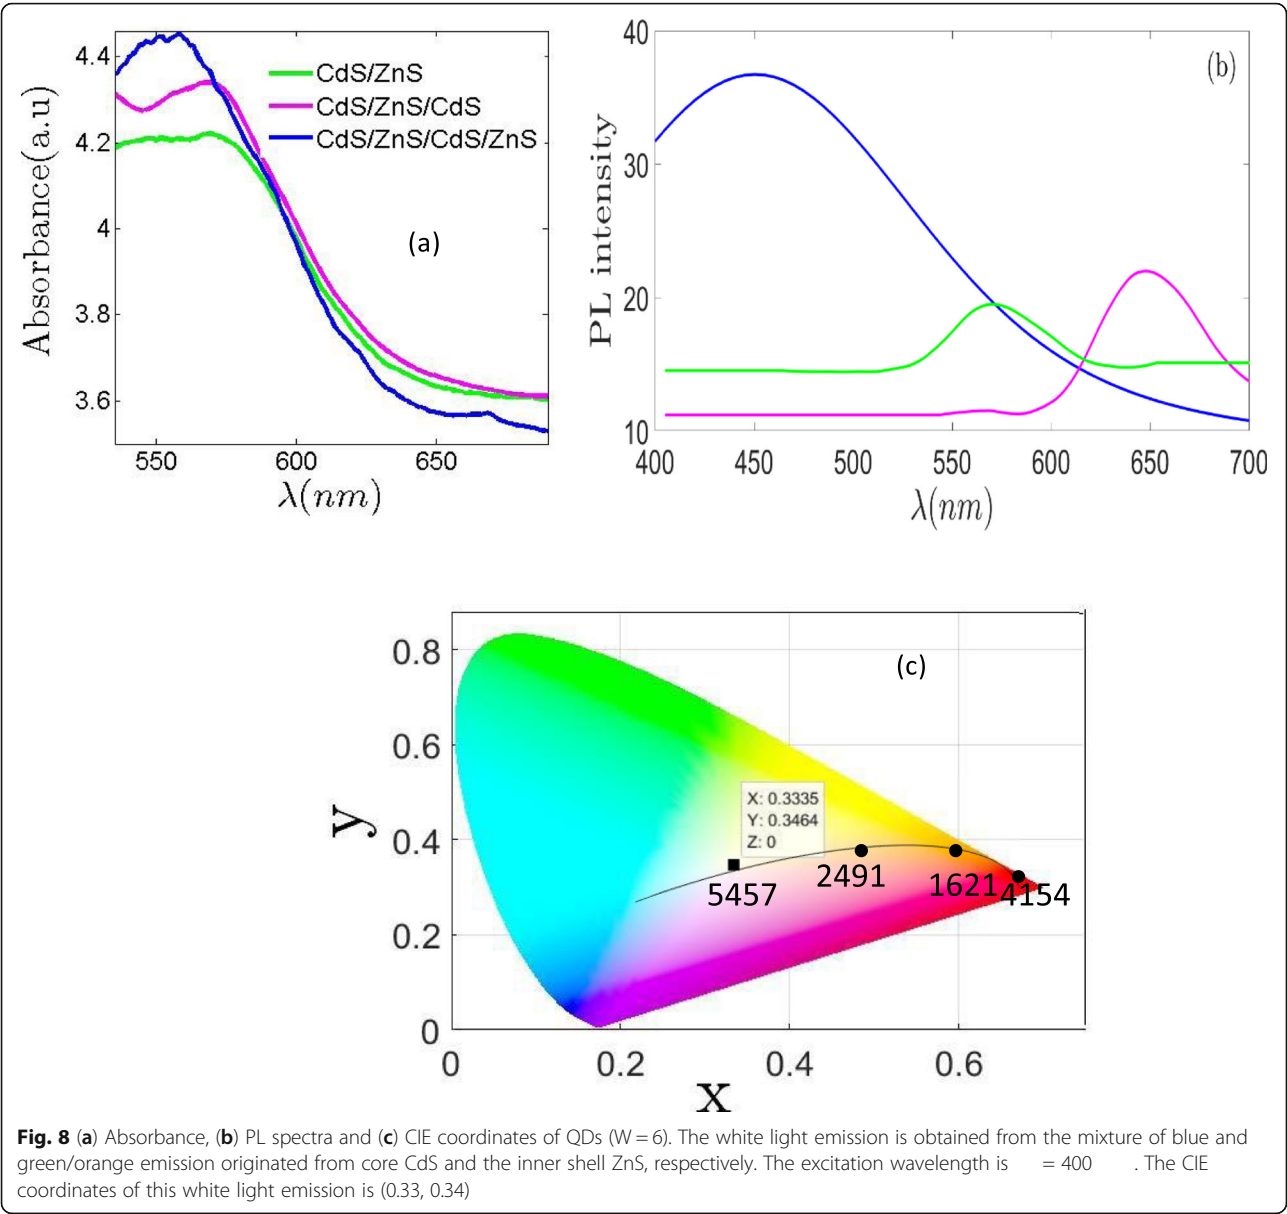 4.4
4.2
4
3.8
3.6
Absorbance(a.u)
CdS/ZnS
CdS/ZnS/CdS
CdS/ZnS/CdS/ZnS
(a)
550 600 650
λ(nm)
40
30
20
10
PL intensity
(b)
400 450 500 550 600 650 700
λ(nm)
0.8
0.6
0.4
0.2
0
y
(c)
X: 0.3335
Y: 0.3464
Z: 0
5457 2491 1621 4154
0 0.2 0.4 0.6
X
Fig. 8 (a) Absorbance, (b) PL spectra and (c) CIE coordinates of QDs (W = 6). The white light emission is obtained from the mixture of blue and
green/orange emission originated from core CdS and the inner shell ZnS, respectively. The excitation wavelength is = 400 . The CIE
coordinates of this white light emission is (0.33, 0.34)